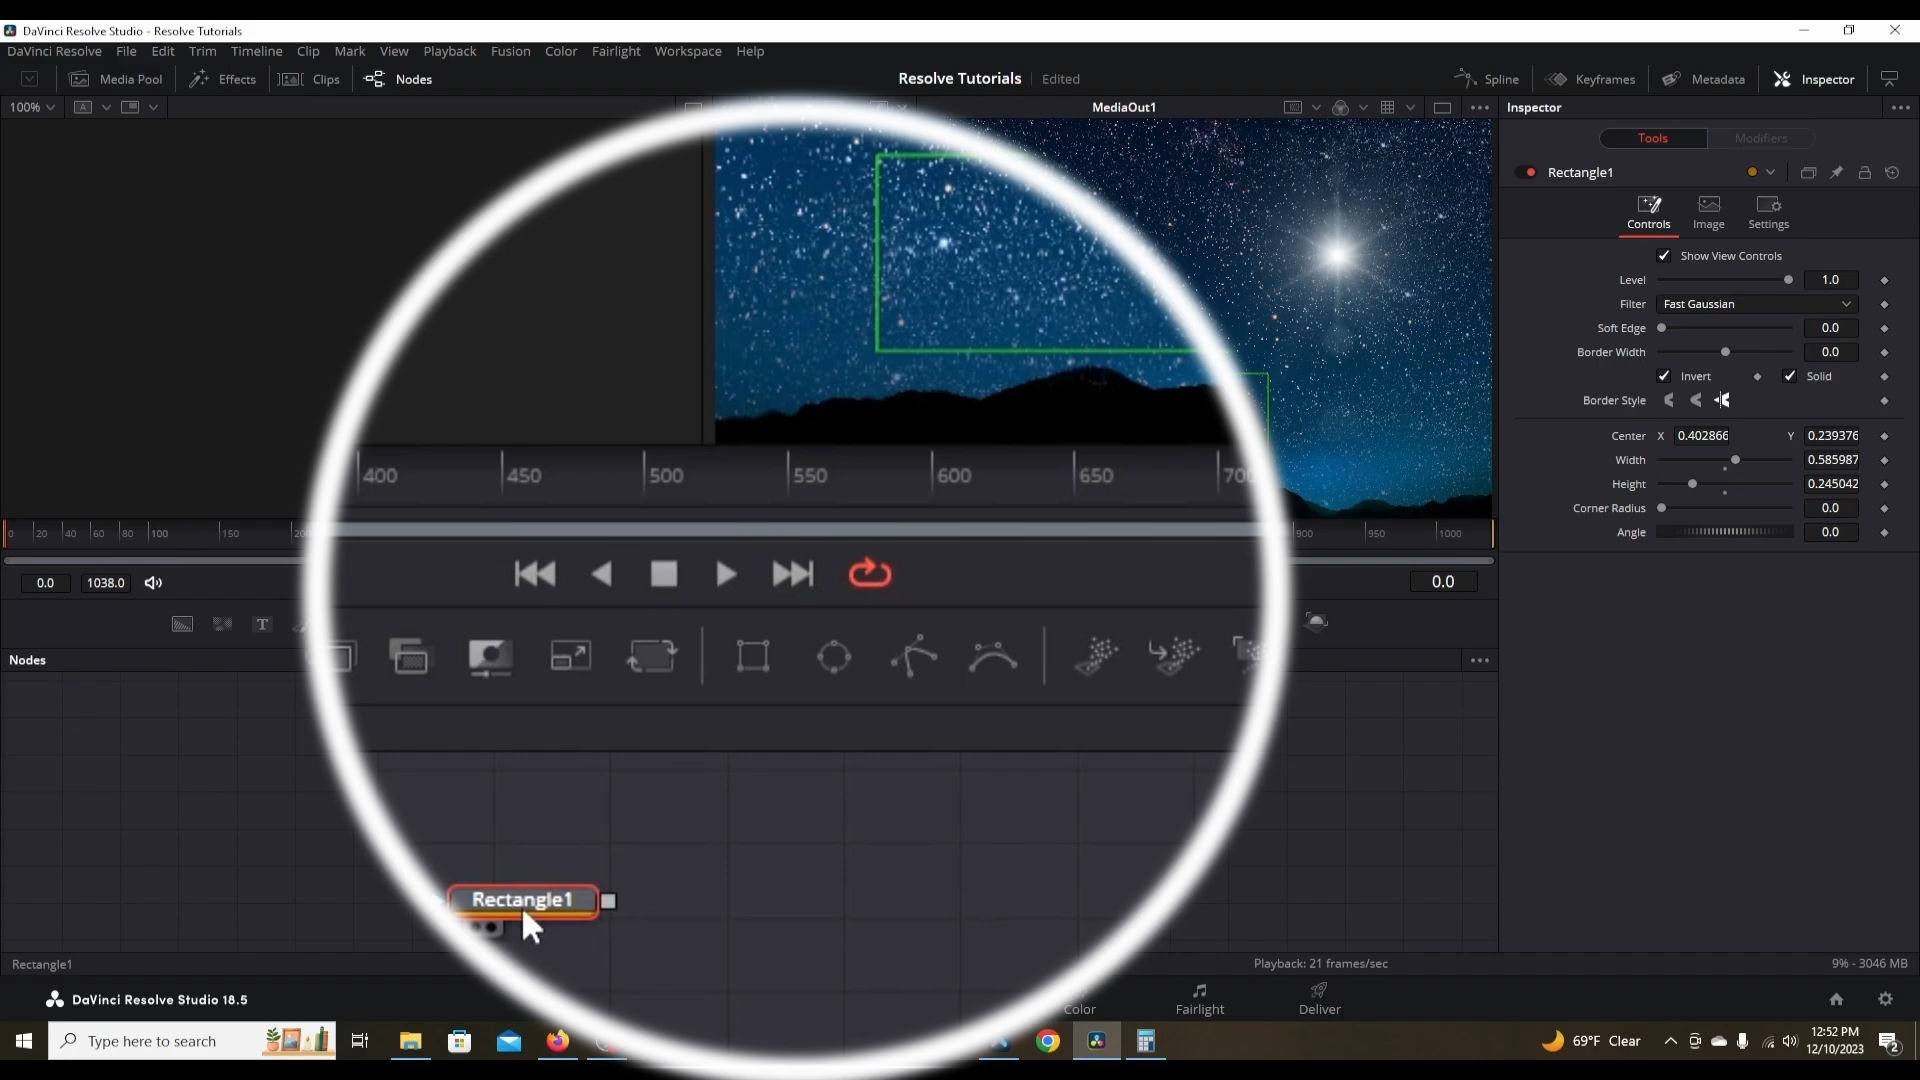 DaVinci Resolve Studio - Resolve Tutorials
DaVinci Resolve File Edit Trim Timeline Clip Mark View Playback Fusion Color Fairlight Workspace Help
Media Pool Effects Clips Nodes Resolve Tutorials Edited Spline Keyframes Metadata Inspector
100% A MediaOut1 Inspector
Tools Modifiers
Rectangle1
Controls Image Settings
Show View Controls
Level 1.0
Filter Fast Gaussian
Soft Edge 0.0
Border Width 0.0
Invert Solid
Border Style
Center X 0.402866 Y 0.239376
Width 0.585987
Height 0.245042
Corner Radius 0.0
Angle 0.0
400 450 500 550 600 650 700
0 20 40 60 80 100 150 900 950 1000
0.0 1038.0 0.0
T
Nodes
Rectangle1
Rectangle1 Playback: 21 frames/sec 9% - 3046 MB
DaVinci Resolve Studio 18.5 Color Fairlight Deliver
Type here to search 69°F Clear 12:52 PM
12/10/2023 2